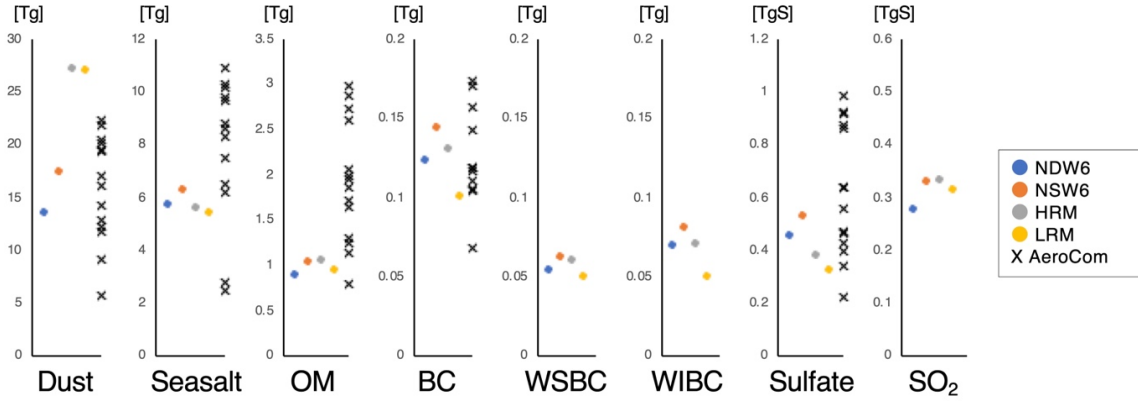 [Tg] [Tg] [Tg] [Tg] [Tg] [Tg] [TgS] [TgS]
30 12 3.5 0.2 0.2 0.2 1.2 0.6
3
25 10 1 0.5
2.5
0.15 0.15 0.15
20 8 0.8 0.4
2
15 6 0.1 0.1 0.1 0.6 0.3
1.5
10 4 0.4 0.2
1
0.05 0.05 0.05
5 2 0.2 0.1
0.5
0 0 0 0 0 0 0 0
Dust Seasalt OM BC WSBC WIBC Sulfate SO₂
NDW6
NSW6
HRM
LRM
X AeroCom